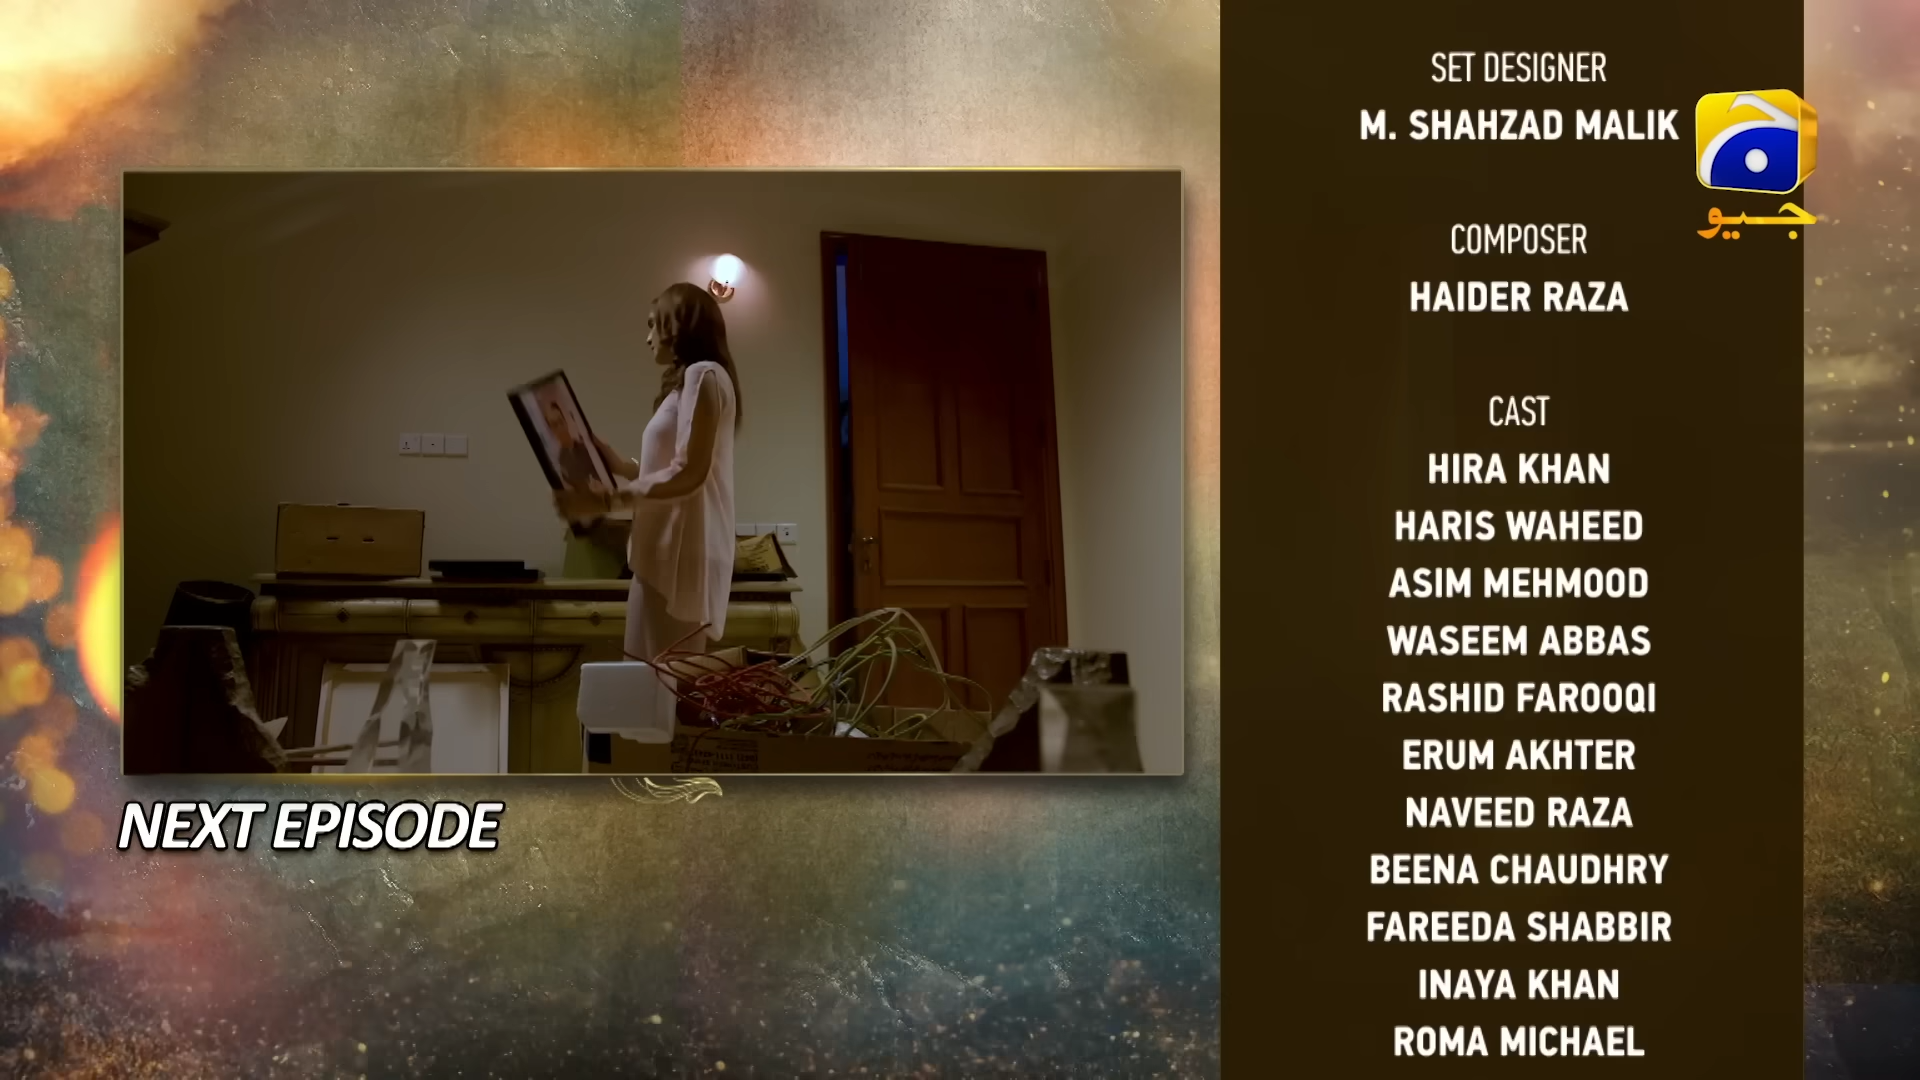 SET DESIGNER
M. SHAHZAD MALIK
جیو
COMPOSER
HAIDER RAZA
CAST
HIRA KHAN
HARIS WAHEED
ASIM MEHMOOD
WASEEM ABBAS
RASHID FAROOQI
ERUM AKHTER
NAVEED RAZA
BEENA CHAUDHRY
FAREEDA SHABBIR
INAYA KHAN
ROMA MICHAEL
NEXT EPISODE